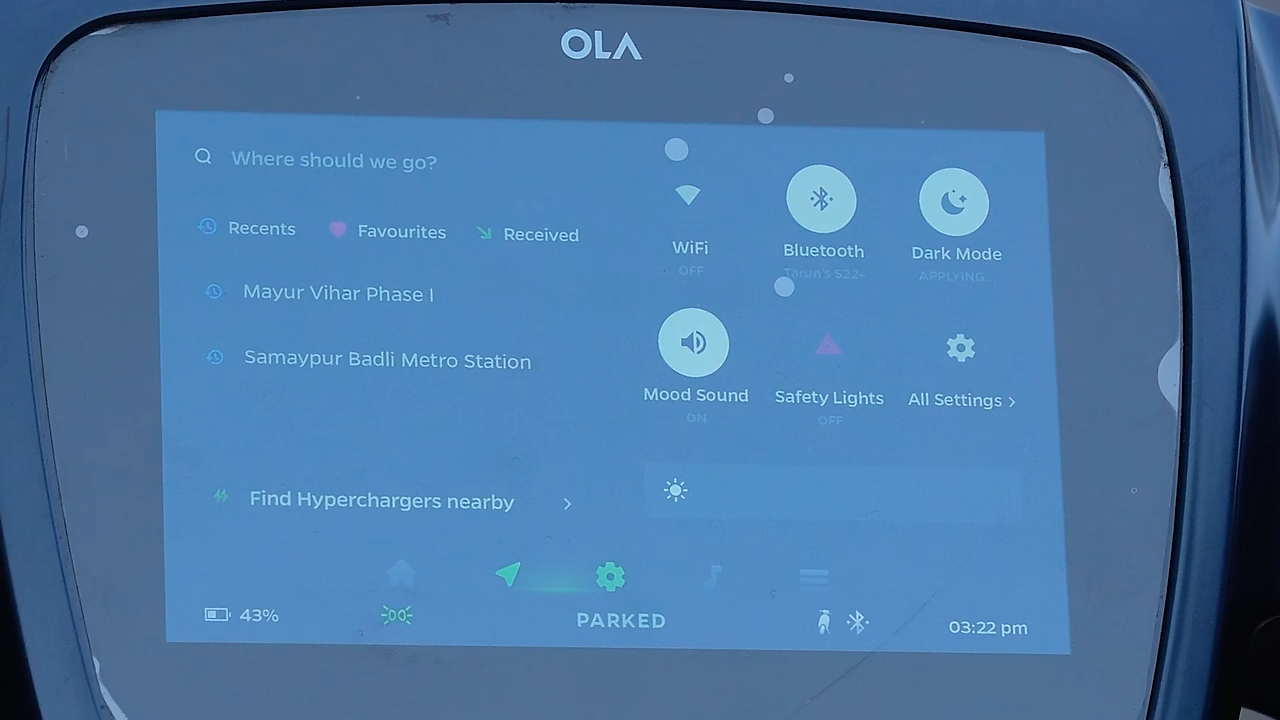 OLA
Where should we go?
Recents Favourites Received
Mayur Vihar Phase I
Samaypur Badli Metro Station
Find Hyperchargers nearby >
WiFi
OFF
Bluetooth
Tarun's S22+
Dark Mode
APPLYING...
Mood Sound
ON
Safety Lights
OFF
All Settings >
43%
PARKED
03:22 pm